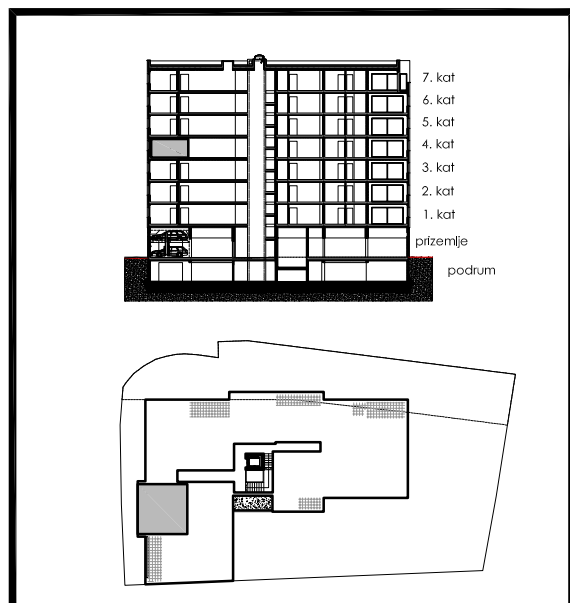 7. kat
6. kat
5. kat
4. kat
3. kat
2. kat
1. kat
prizemlje
podrum